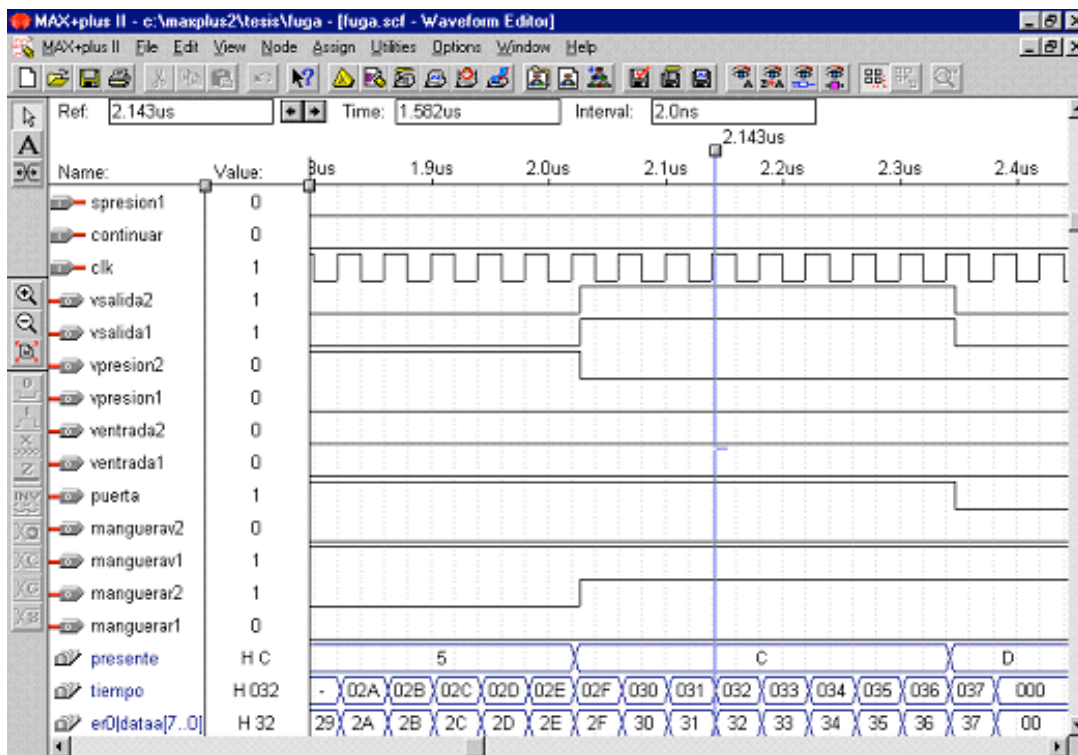 MAX+plus II - c:\maxplus2\tesis\fuga - [fuga.scf - Waveform Editor]
MAX+plus II File Edit View Node Assign Utilities Options Window Help
Ref: 2.143us Time: 1.582us Interval: 2.0ns
2.143us
Name: Value: 8us 1.9us 2.0us 2.1us 2.2us 2.3us 2.4us
spresion1 0
continuar 0
clk 1
vsalida2 1
vsalida1 1
vpresion2 0
vpresion1 0
ventrada2 0
ventrada1 0
puerta 1
manguerav2 0
manguerav1 1
manguerar2 1
manguerar1 0
presente H C 5 C D
tiempo H 032 - 02A 02B 02C 02D 02E 02F 030 031 032 033 034 035 036 037 000
er0|dataa[7..0] H 32 29 2A 2B 2C 2D 2E 2F 30 31 32 33 34 35 36 37 00